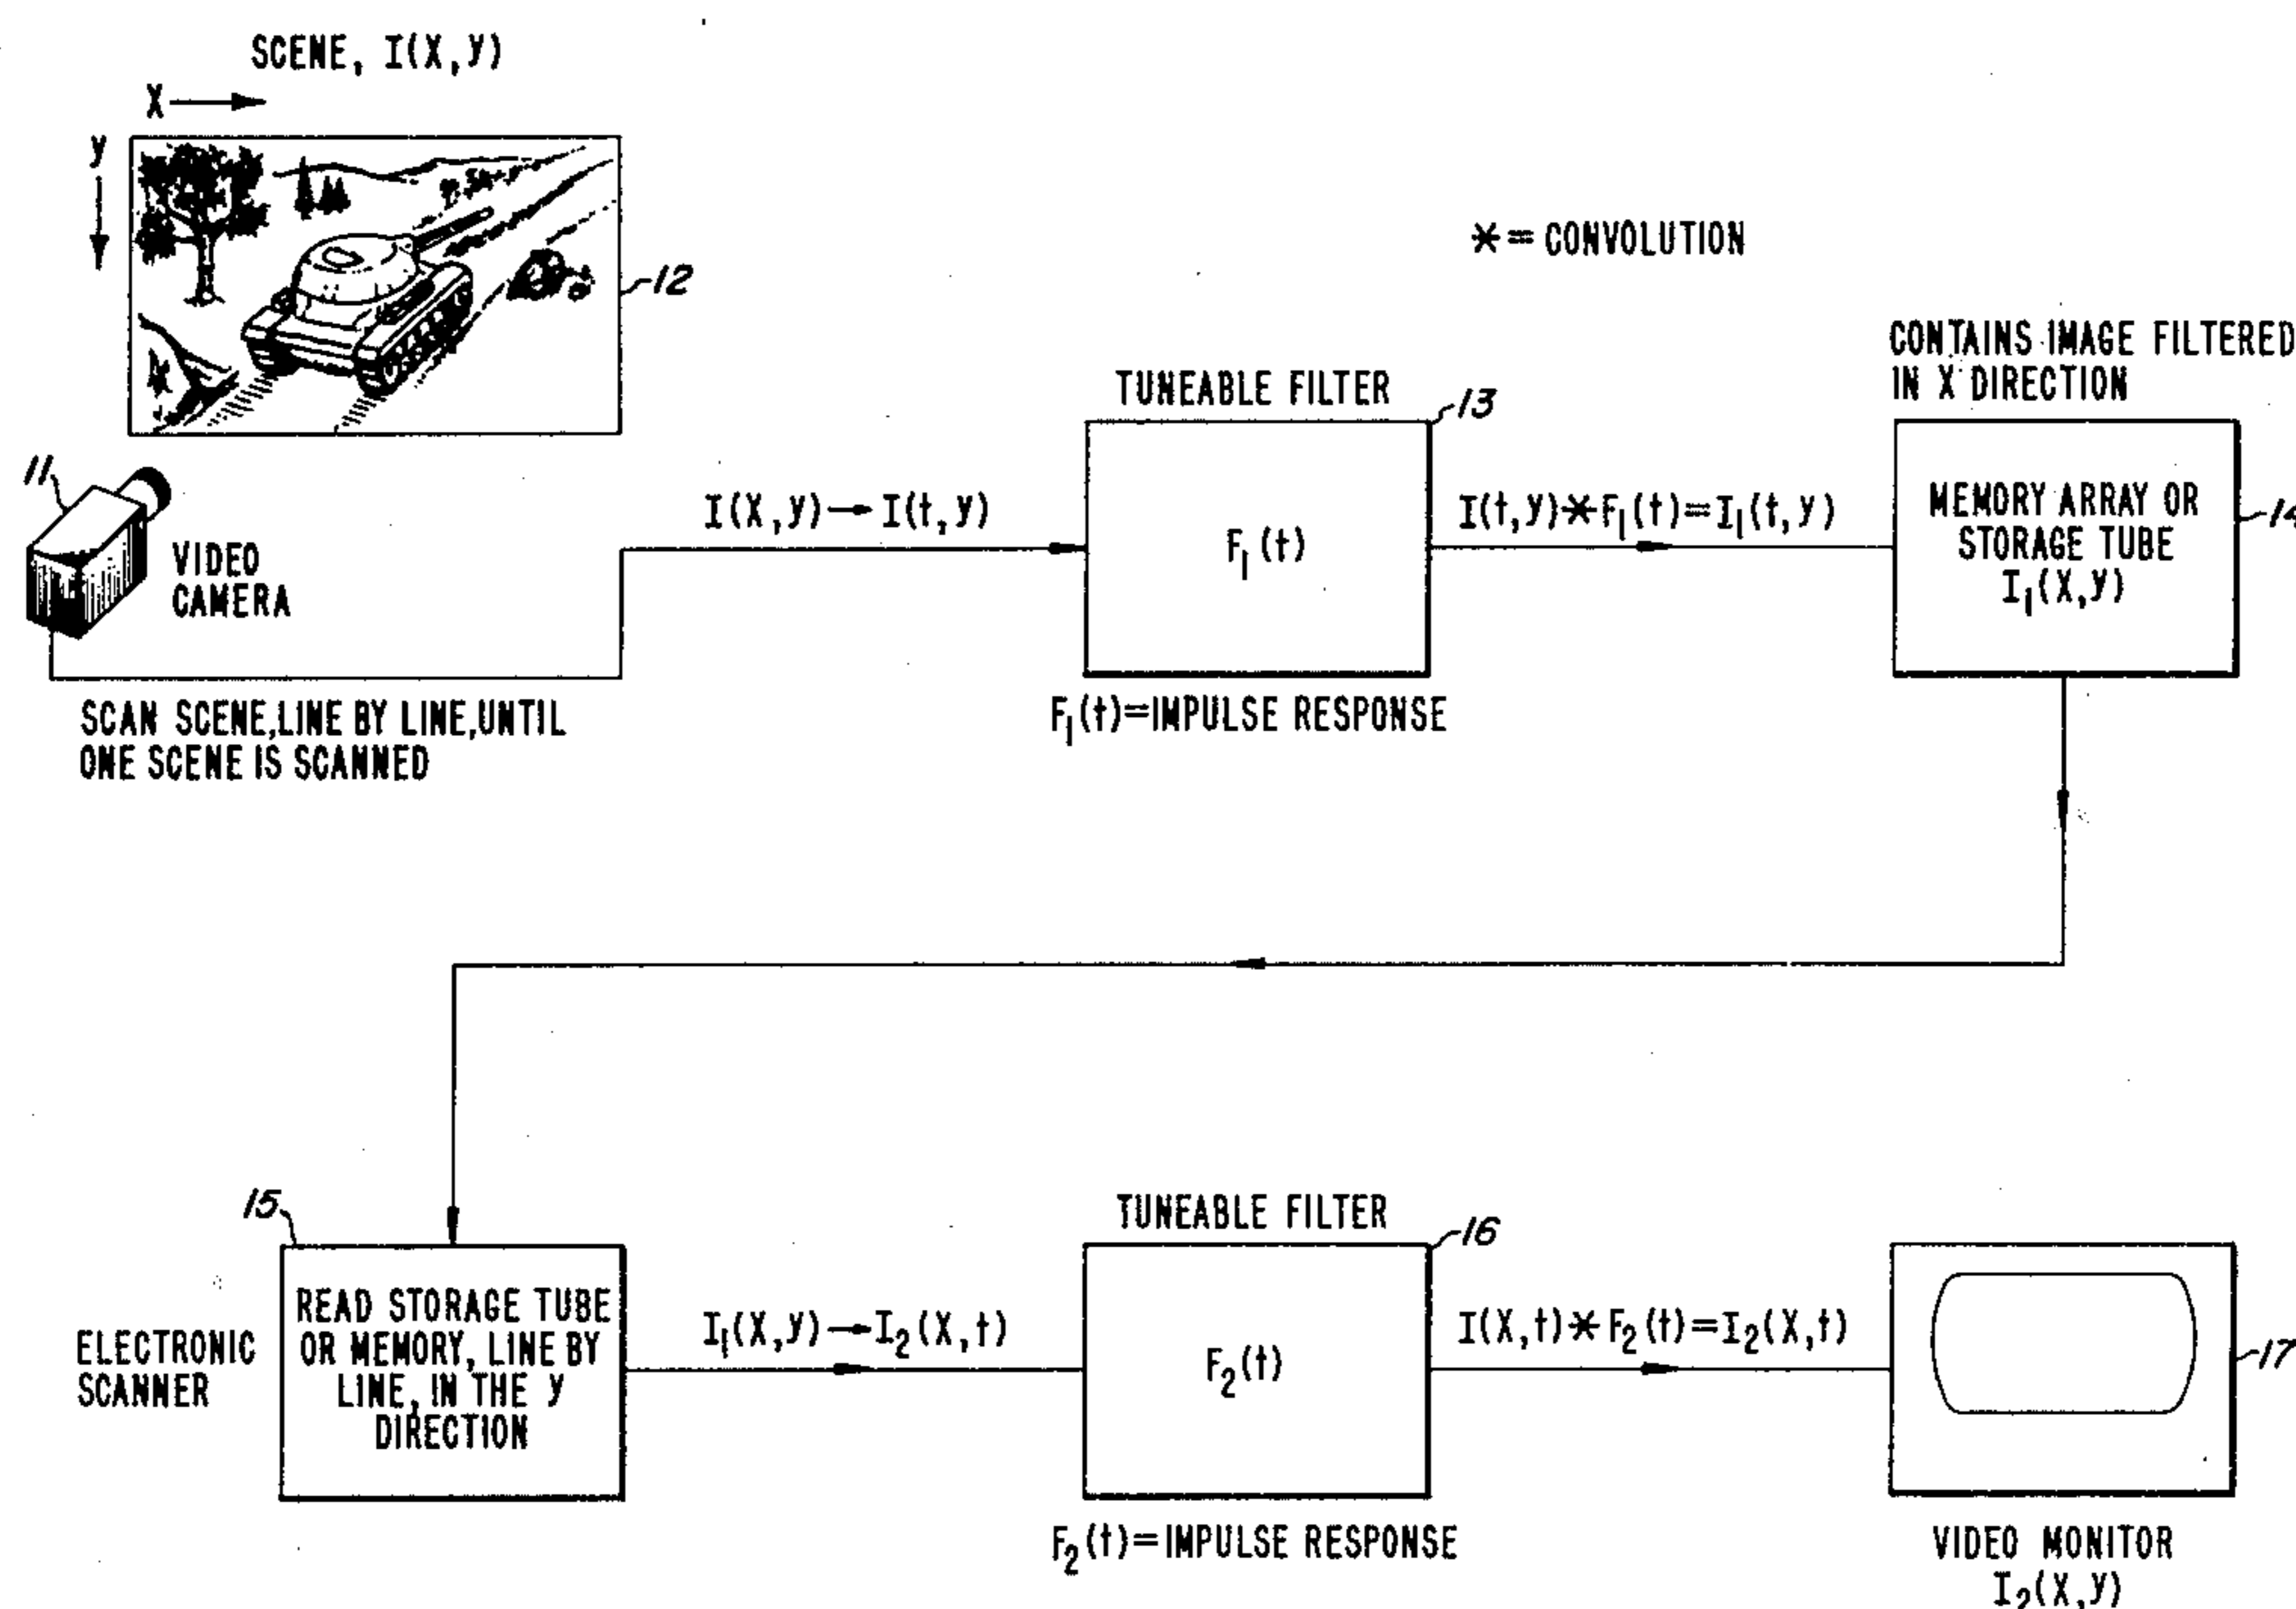 SCENE, I(X,y)
X
y
12
*= CONVOLUTION
11
VIDEO
CAMERA
SCAN SCENE,LINE BY LINE,UNTIL
ONE SCENE IS SCANNED
I(X,y)→I(t,y)
TUNEABLE FILTER
13
F₁(t)
F₁(t)=IMPULSE RESPONSE
I(t,y)*F₁(t)=I₁(t,y)
CONTAINS IMAGE FILTERED
IN X DIRECTION
MEMORY ARRAY OR
STORAGE TUBE
I₁(X,y)
14
15
ELECTRONIC
SCANNER
READ STORAGE TUBE
OR MEMORY, LINE BY
LINE, IN THE y
DIRECTION
I₁(X,y)→I₂(X,t)
TUNEABLE FILTER
16
F₂(t)
F₂(t)=IMPULSE RESPONSE
I(X,t)*F₂(t)=I₂(X,t)
17
VIDEO MONITOR
I₂(X,y)